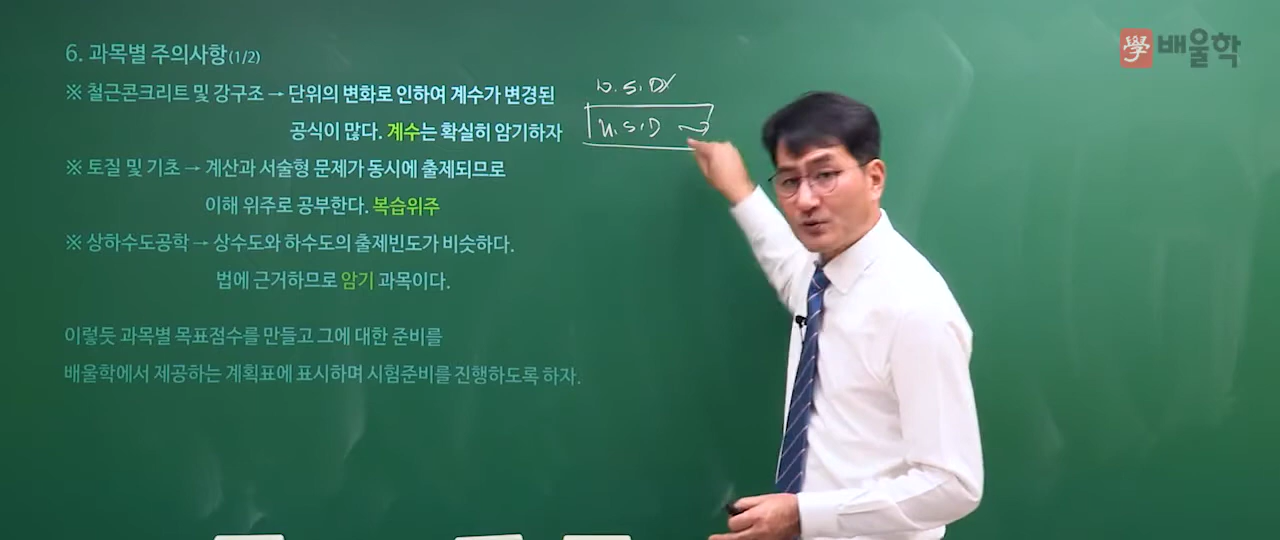 6. 과목별 주의사항(1/2)
※ 철근콘크리트 및 강구조 → 단위의 변화로 인하여 계수가 변경된
공식이 많다. 계수는 확실히 암기하자
※ 토질 및 기초 → 계산과 서술형 문제가 동시에 출제되므로
이해 위주로 공부한다. 복습위주
※ 상하수도공학 → 상수도와 하수도의 출제빈도가 비슷하다.
법에 근거하므로 암기 과목이다.
이렇듯 과목별 목표점수를 만들고 그에 대한 준비를
배울학에서 제공하는 계획표에 표시하며 시험준비를 진행하도록 하자.
W.S.D
U.S.D
學 배울학